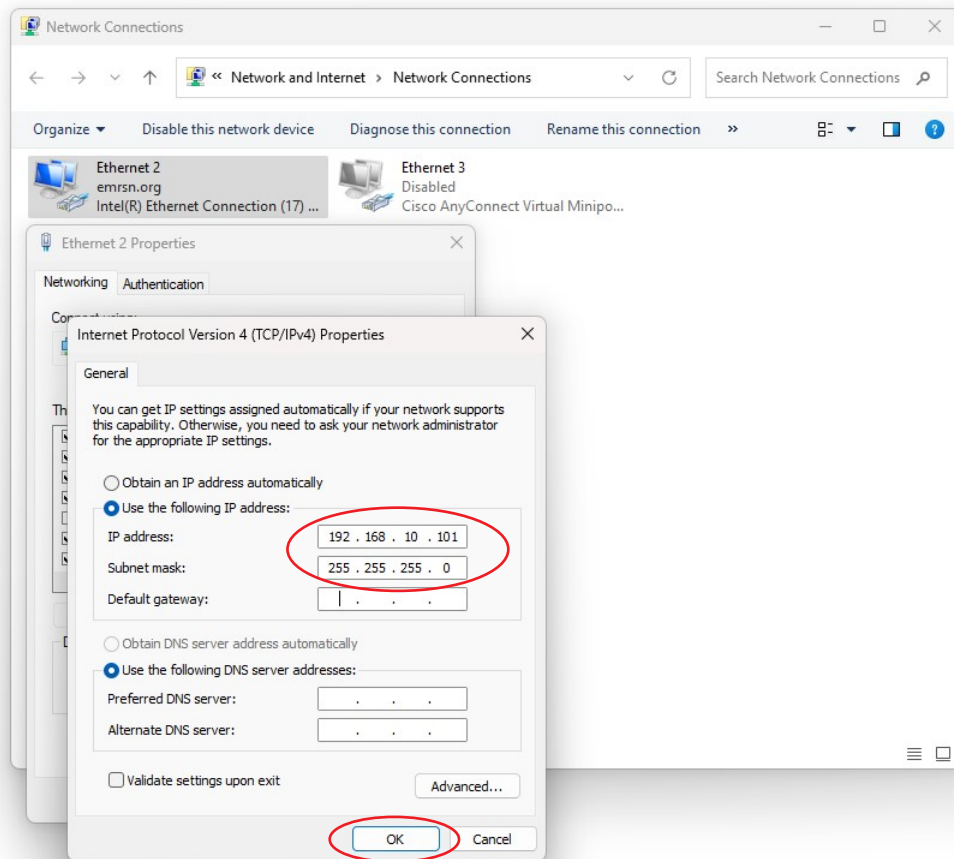 Network Connections
« Network and Internet > Network Connections
Search Network Connections
Organize Disable this network device Diagnose this connection Rename this connection »
Ethernet 2
emrsn.org
Intel(R) Ethernet Connection (17) ...
Ethernet 3
Disabled
Cisco AnyConnect Virtual Minipo...
Ethernet 2 Properties
Networking Authentication
Internet Protocol Version 4 (TCP/IPv4) Properties
General
You can get IP settings assigned automatically if your network supports
this capability. Otherwise, you need to ask your network administrator
for the appropriate IP settings.
Obtain an IP address automatically
Use the following IP address:
IP address: 192 . 168 . 10 . 101
Subnet mask: 255 . 255 . 255 . 0
Default gateway: . . .
Obtain DNS server address automatically
Use the following DNS server addresses:
Preferred DNS server: . . .
Alternate DNS server: . . .
Validate settings upon exit
Advanced...
OK Cancel